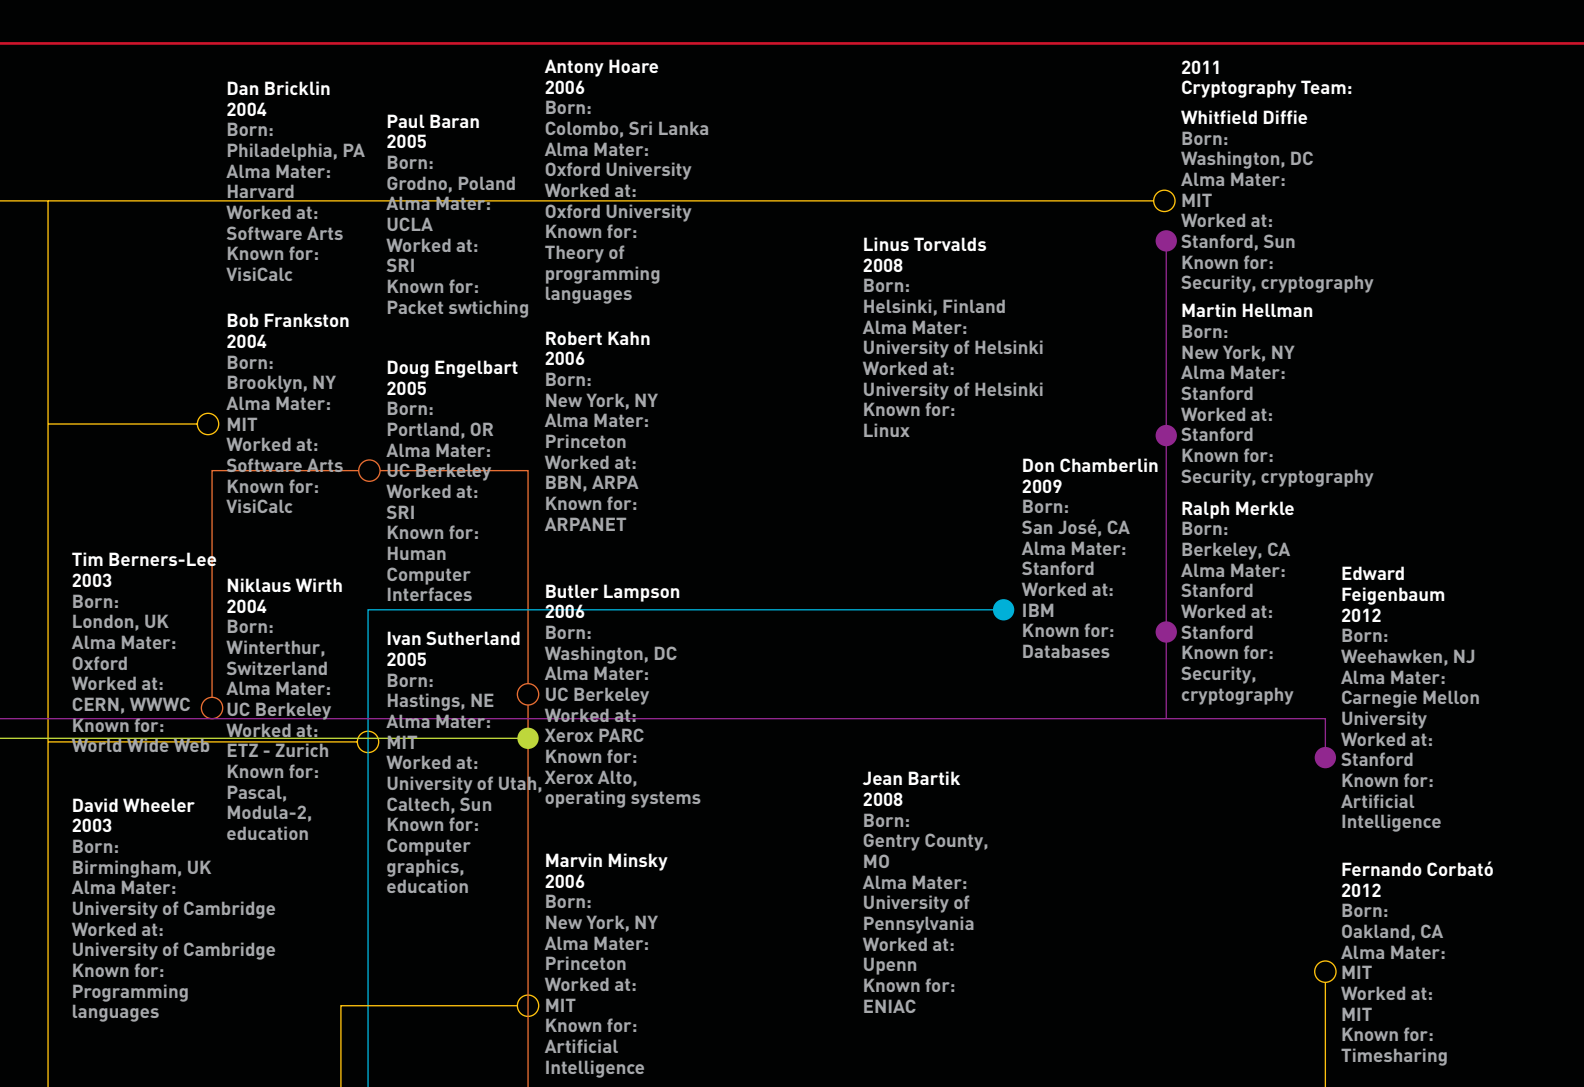 Dan Bricklin
2004
Born:
Philadelphia, PA
Alma Mater:
Harvard
Worked at:
Software Arts
Known for:
VisiCalc
Bob Frankston
2004
Born:
Brooklyn, NY
Alma Mater:
MIT
Worked at:
Software Arts
Known for:
VisiCalc
Tim Berners-Lee
2003
Born:
London, UK
Alma Mater:
Oxford
Worked at:
CERN, WWWC
Known for:
World Wide Web
David Wheeler
2003
Born:
Birmingham, UK
Alma Mater:
University of Cambridge
Worked at:
University of Cambridge
Known for:
Programming
languages
Niklaus Wirth
2004
Born:
Winterthur,
Switzerland
Alma Mater:
UC Berkeley
Worked at:
ETZ - Zurich
Known for:
Pascal,
Modula-2,
education
Paul Baran
2005
Born:
Grodno, Poland
Alma Mater:
UCLA
Worked at:
SRI
Known for:
Packet swtiching
Doug Engelbart
2005
Born:
Portland, OR
Alma Mater:
UC Berkeley
Worked at:
SRI
Known for:
Human
Computer
Interfaces
Ivan Sutherland
2005
Born:
Hastings, NE
Alma Mater:
MIT
Worked at:
University of Utah,
Caltech, Sun
Known for:
Computer
graphics,
education
Antony Hoare
2006
Born:
Colombo, Sri Lanka
Alma Mater:
Oxford University
Worked at:
Oxford University
Known for:
Theory of
programming
languages
Robert Kahn
2006
Born:
New York, NY
Alma Mater:
Princeton
Worked at:
BBN, ARPA
Known for:
ARPANET
Butler Lampson
2006
Born:
Washington, DC
Alma Mater:
UC Berkeley
Worked at:
Xerox PARC
Known for:
Xerox Alto,
operating systems
Marvin Minsky
2006
Born:
New York, NY
Alma Mater:
Princeton
Worked at:
MIT
Known for:
Artificial
Intelligence
Linus Torvalds
2008
Born:
Helsinki, Finland
Alma Mater:
University of Helsinki
Worked at:
University of Helsinki
Known for:
Linux
Jean Bartik
2008
Born:
Gentry County,
MO
Alma Mater:
University of
Pennsylvania
Worked at:
Upenn
Known for:
ENIAC
Don Chamberlin
2009
Born:
San José, CA
Alma Mater:
Stanford
Worked at:
IBM
Known for:
Databases
2011
Cryptography Team:
Whitfield Diffie
Born:
Washington, DC
Alma Mater:
MIT
Worked at:
Stanford, Sun
Known for:
Security, cryptography
Martin Hellman
Born:
New York, NY
Alma Mater:
Stanford
Worked at:
Stanford
Known for:
Security, cryptography
Ralph Merkle
Born:
Berkeley, CA
Alma Mater:
Stanford
Worked at:
Stanford
Known for:
Security,
cryptography
Edward
Feigenbaum
2012
Born:
Weehawken, NJ
Alma Mater:
Carnegie Mellon
University
Worked at:
Stanford
Known for:
Artificial
Intelligence
Fernando Corbató
2012
Born:
Oakland, CA
Alma Mater:
MIT
Worked at:
MIT
Known for:
Timesharing